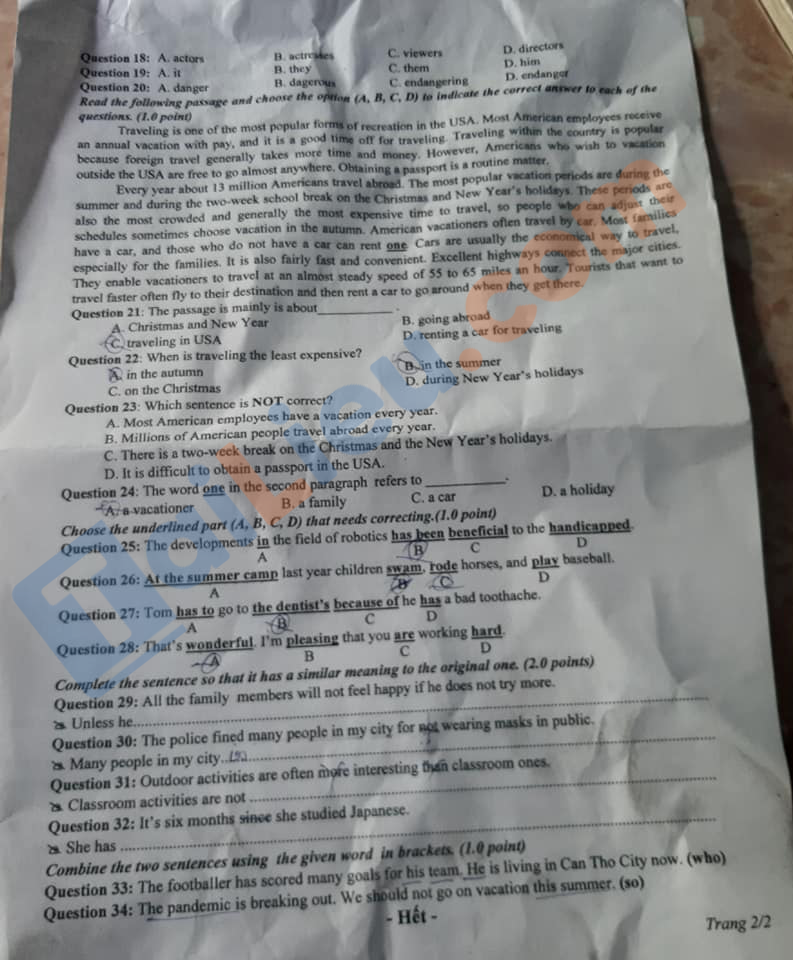 Question 18: A. actors B. actresses C. viewers D. directors
Question 19: A. it B. they C. them D. him
Question 20: A. danger B. dagerous C. endangering D. endanger
Read the following passage and choose the option (A, B, C, D) to indicate the correct answer to each of the
questions. (1.0 point)
Traveling is one of the most popular forms of recreation in the USA. Most American employees receive
an annual vacation with pay, and it is a good time off for traveling. Traveling within the country is popular
because foreign travel generally takes more time and money. However, Americans who wish to vacation
outside the USA are free to go almost anywhere. Obtaining a passport is a routine matter.
Every year about 13 million Americans travel abroad. The most popular vacation periods are during the
summer and during the two-week school break on the Christmas and New Year's holidays. These periods are
also the most crowded and generally the most expensive time to travel, so people who can adjust their
schedules sometimes choose vacation in the autumn. American vacationers often travel by car. Most families
have a car, and those who do not have a car can rent one. Cars are usually the economical way to travel,
especially for the families. It is also fairly fast and convenient. Excellent highways connect the major cities.
They enable vacationers to travel at an almost steady speed of 55 to 65 miles an hour. Tourists that want to
travel faster often fly to their destination and then rent a car to go around when they get there.
Question 21: The passage is mainly is about____________ .
A. Christmas and New Year B. going abroad
C. traveling in USA D. renting a car for traveling
Question 22: When is traveling the least expensive?
A. in the autumn B. in the summer
C. on the Christmas D. during New Year's holidays
Question 23: Which sentence is NOT correct?
A. Most American employees have a vacation every year.
B. Millions of American people travel abroad every year.
C. There is a two-week break on the Christmas and the New Year's holidays.
D. It is difficult to obtain a passport in the USA.
Question 24: The word one in the second paragraph refers to ____________.
A. a vacationer B. a family C. a car D. a holiday
Choose the underlined part (A, B, C, D) that needs correcting.(1.0 point)
Question 25: The developments in the field of robotics has been beneficial to the handicapped.
A B C D
Question 26: At the summer camp last year children swam, rode horses, and play baseball.
A B C D
Question 27: Tom has to go to the dentist's because of he has a bad toothache.
A B C D
Question 28: That's wonderful. I'm pleasing that you are working hard.
A B C D
Complete the sentence so that it has a similar meaning to the original one. (2.0 points)
Question 29: All the family members will not feel happy if he does not try more.
Unless he........
Question 30: The police fined many people in my city for not wearing masks in public.
Many people in my city........
Question 31: Outdoor activities are often more interesting than classroom ones.
Classroom activities are not ........
Question 32: It's six months since she studied Japanese.
She has ........
Combine the two sentences using the given word in brackets. (1.0 point)
Question 33: The footballer has scored many goals for his team. He is living in Can Tho City now. (who)
Question 34: The pandemic is breaking out. We should not go on vacation this summer. (so)
- Hết -
Trang 2/2